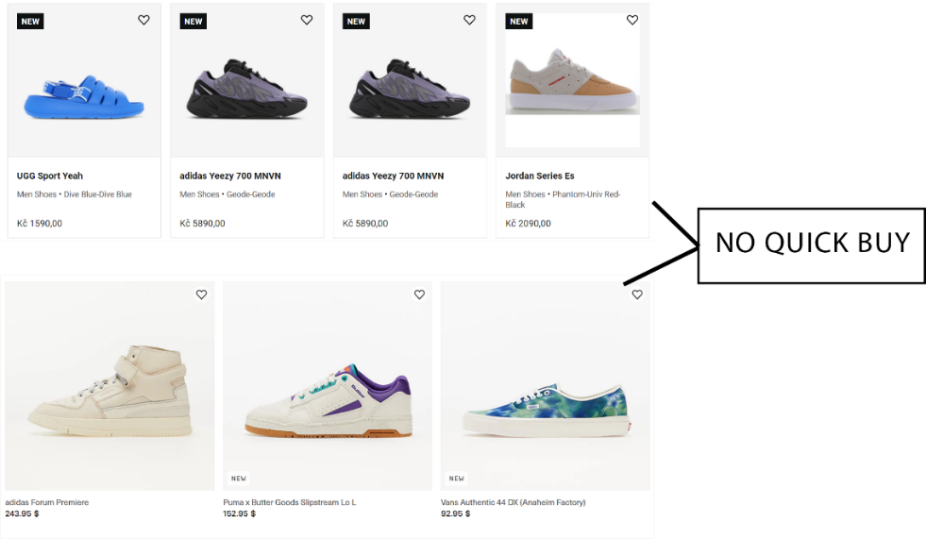 NEW
NEW
NEW
NEW
UGG Sport Yeah
Men Shoes • Dive Blue-Dive Blue
Kč 1590,00
adidas Yeezy 700 MNVN
Men Shoes • Geode-Geode
Kč 5890,00
adidas Yeezy 700 MNVN
Men Shoes • Geode-Geode
Kč 5890,00
Jordan Series Es
Men Shoes • Phantom-Univ Red-
Black
Kč 2090,00
NO QUICK BUY
adidas Forum Premiere
243.95 $
NEW
Puma x Butter Goods Slipstream Lo L
152.95 $
NEW
Vans Authentic 44 DX (Anaheim Factory)
92.95 $